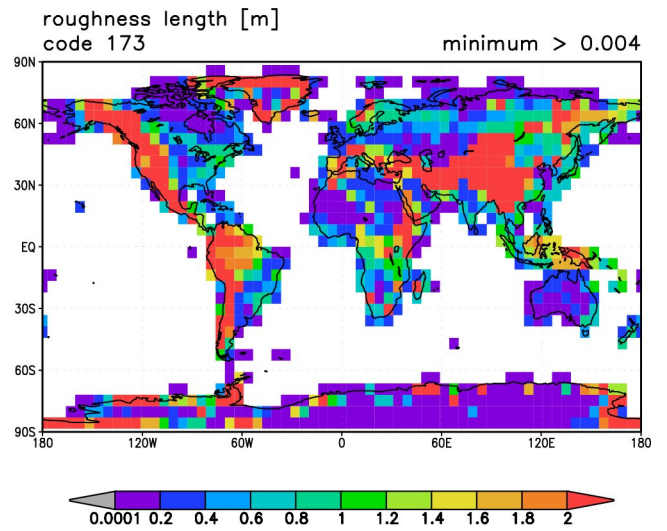 roughness length [m]
code 173
minimum > 0.004
90N
60N
30N
EQ
30S
60S
90S
180 120W 60W 0 60E 120E 180
0.0001 0.2 0.4 0.6 0.8 1 1.2 1.4 1.6 1.8 2